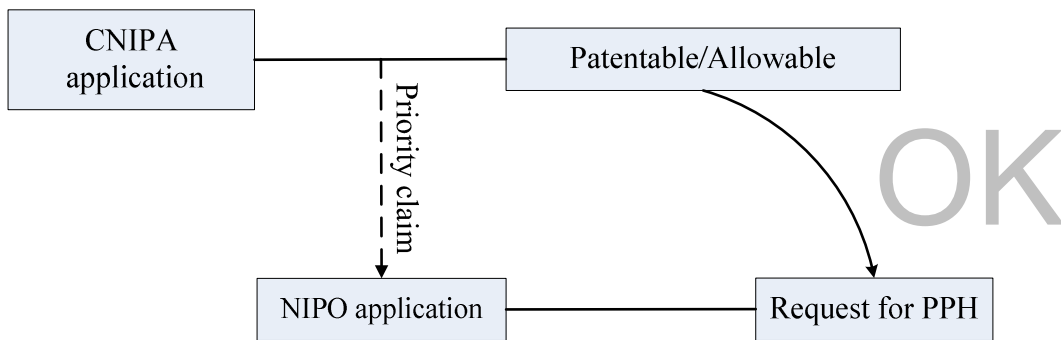 CNIPA
application
Patentable/Allowable
Priority claim
OK
NIPO application
Request for PPH